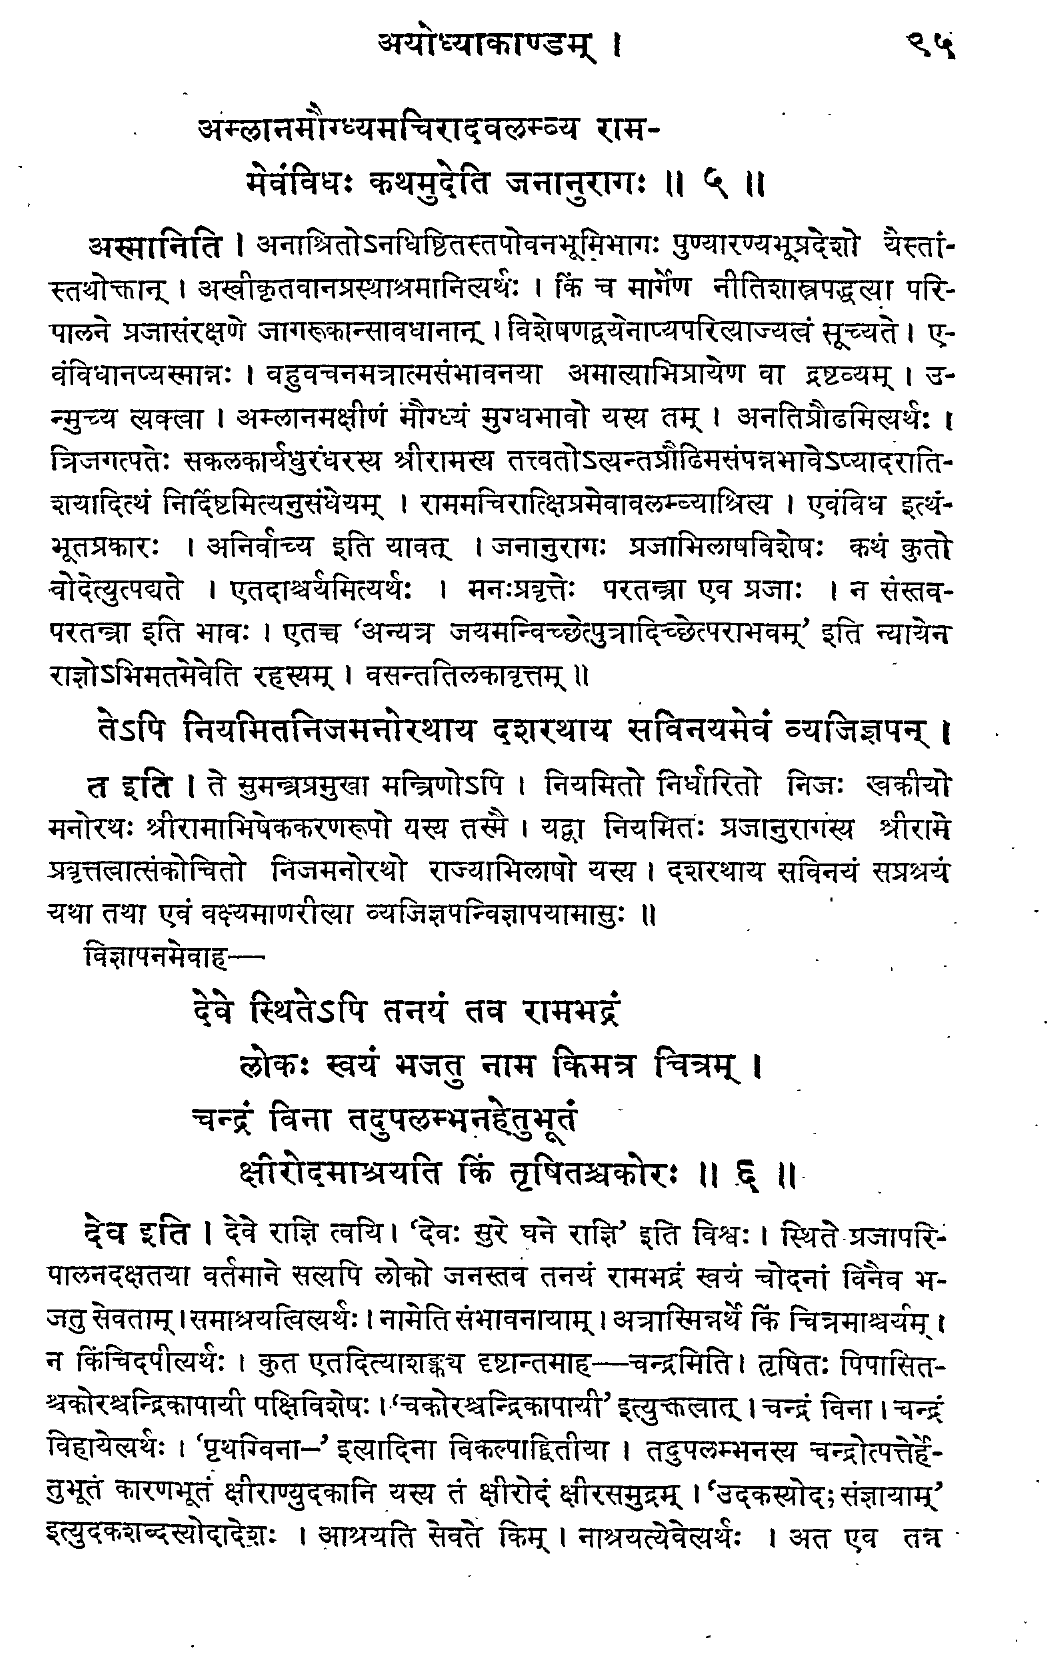 अयोध्याकाण्डम् । ९५
अम्लानमौग्ध्यमचिरादवलम्ब्य राम-
मेवंविधः कथमुदेति जनानुरागः ॥ ५ ॥
अस्मानिति । अनाश्रितोऽनधिष्ठितस्तपोवनभूमिभागः पुण्यारण्यभूप्रदेशो यैस्तां-
स्तथोक्तान् । अस्वीकृतवानप्रस्थाश्रमानित्यर्थः । किं च मार्गेण नीतिशास्त्रपद्धत्या परि-
पालने प्रजासंरक्षणे जागरूकान्सावधानान् । विशेषणद्वयेनाप्यपरित्याज्यत्वं सूच्यते । ए-
वंविधानप्यस्मान्नः । बहुवचनमत्रात्मसंभावनया अमात्याभिप्रायेण वा द्रष्टव्यम् । उ-
न्मुच्य त्यक्त्वा । अम्लानमक्षीणं मौग्ध्यं मुग्धभावो यस्य तम् । अनतिप्रौढमित्यर्थः ।
त्रिजगत्पतेः सकलकार्यधुरंधरस्य श्रीरामस्य तत्त्वतोऽत्यन्तप्रौढिमसंपन्नभावेऽप्यादराति-
शयादित्थं निर्दिष्टमित्यनुसंधेयम् । राममचिरात्क्षिप्रमेवावलम्ब्याश्रित्य । एवंविध इत्थं-
भूतप्रकारः । अनिर्वाच्य इति यावत् । जनानुरागः प्रजाभिलाषविशेषः कथं कुतो
वोदेत्युत्पद्यते । एतदाश्चर्यमित्यर्थः । मनःप्रवृत्तेः परतन्त्रा एव प्रजाः । न संस्तव-
परतन्त्रा इति भावः । एतच्च ‘अन्यत्र जयमन्विच्छेत्पुत्रादिच्छेत्पराभवम्’ इति न्यायेन
राज्ञोऽभिमतमेवेति रहस्यम् । वसन्ततिलकावृत्तम् ॥
तेऽपि नियमितनिजमनोरथाय दशरथाय सविनयमेवं व्यजिज्ञपन् ।
त इति । ते सुमन्त्रप्रमुखा मन्त्रिणोऽपि । नियमितो निर्धारितो निजः स्वकीयो
मनोरथः श्रीरामाभिषेककरणरूपो यस्य तस्मै । यद्वा नियमितः प्रजानुरागस्य श्रीरामे
प्रवृत्तत्वात्संकोचितो निजमनोरथो राज्याभिलाषो यस्य । दशरथाय सविनयं सप्रश्रयं
यथा तथा एवं वक्ष्यमाणरीत्या व्यजिज्ञपन्विज्ञापयामासुः ॥
विज्ञापनमेवाह—
देवे स्थितेऽपि तनयं तव रामभद्रं
लोकः स्वयं भजतु नाम किमत्र चित्रम् ।
चन्द्रं विना तदुपलम्भनहेतुभूतं
क्षीरोदमाश्रयति किं तृषितश्चकोरः ॥ ६ ॥
देव इति । देवे राज्ञि त्वयि । ‘देवः सुरे घने राज्ञि’ इति विश्वः । स्थिते प्रजापरि-
पालनदक्षतया वर्तमाने सत्यपि लोको जनस्तव तनयं रामभद्रं स्वयं चोदनां विनैव भ-
जतु सेवताम् । समाश्रयत्वित्यर्थः । नामेति संभावनायाम् । अत्रास्मिन्नर्थे किं चित्रमाश्चर्यम् ।
न किंचिदपीत्यर्थः । कुत एतदित्याशङ्क्य दृष्टान्तमाह—चन्द्रमिति । तृषितः पिपासित-
श्चकोरश्चन्द्रिकापायी पक्षिविशेषः । ‘चकोरश्चन्द्रिकापायी’ इत्युक्तत्वात् । चन्द्रं विना । चन्द्रं
विहायेत्यर्थः । ‘पृथग्विना—’ इत्यादिना विकल्पाद्द्वितीया । तदुपलम्भनस्य चन्द्रोत्पत्तेर्हे-
तुभूतं कारणभूतं क्षीराण्युदकानि यस्य तं क्षीरोदं क्षीरसमुद्रम् । ‘उदकस्योदः संज्ञायाम्’
इत्युदकशब्दस्योदादेशः । आश्रयति सेवते किम् । नाश्रयत्येवेत्यर्थः । अत एव तत्र